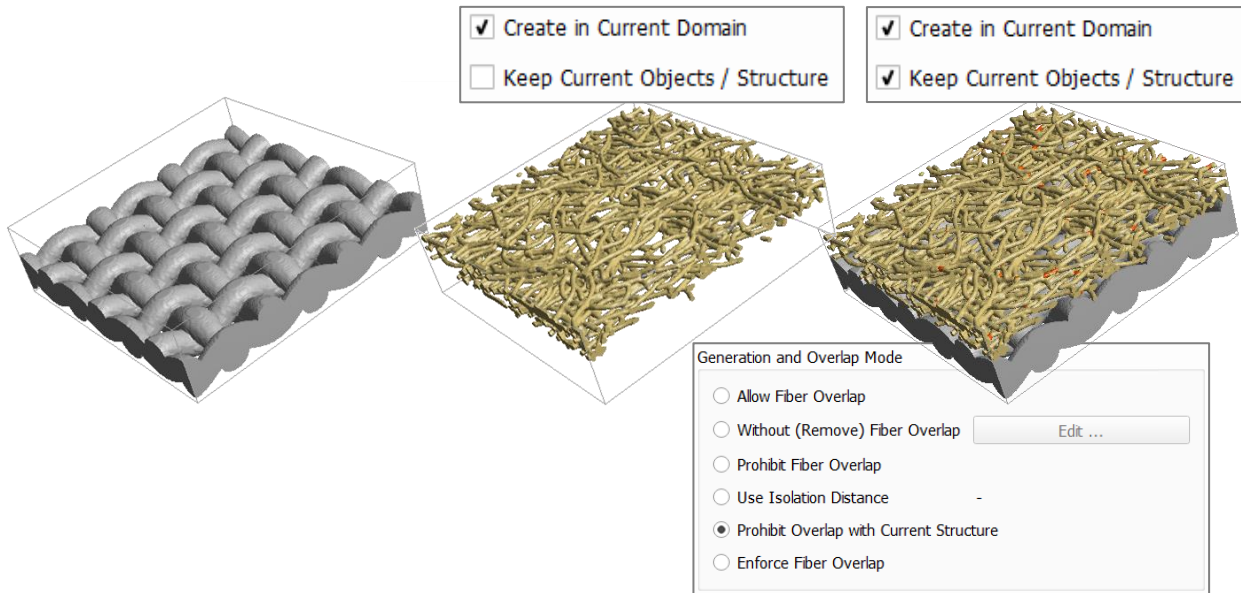 Create in Current Domain
Keep Current Objects / Structure
Create in Current Domain
Keep Current Objects / Structure
Generation and Overlap Mode
Allow Fiber Overlap
Without (Remove) Fiber Overlap Edit ...
Prohibit Fiber Overlap
Use Isolation Distance -
Prohibit Overlap with Current Structure
Enforce Fiber Overlap